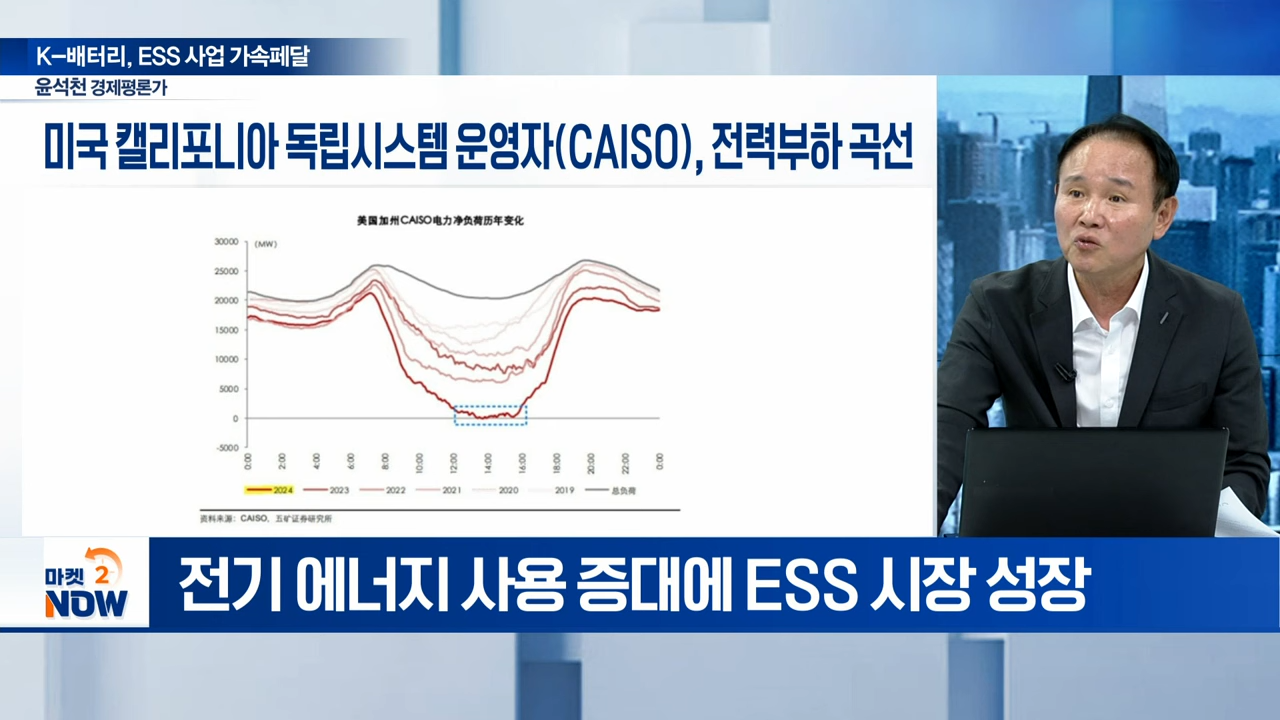 K-배터리, ESS 사업 가속페달
윤석천 경제평론가
미국 캘리포니아 독립시스템 운영자(CAISO), 전력부하 곡선
美国加州CAISO电力净负荷历年变化
(MW)
30000
25000
20000
15000
10000
5000
0
-5000
0:00 2:00 4:00 6:00 8:00 10:00 12:00 14:00 16:00 18:00 20:00 22:00 0:00
2024 2023 2022 2021 2020 2019 总负荷
资料来源：CAISO，五矿证券研究所
마켓 2
NOW
전기 에너지 사용 증대에 ESS 시장 성장